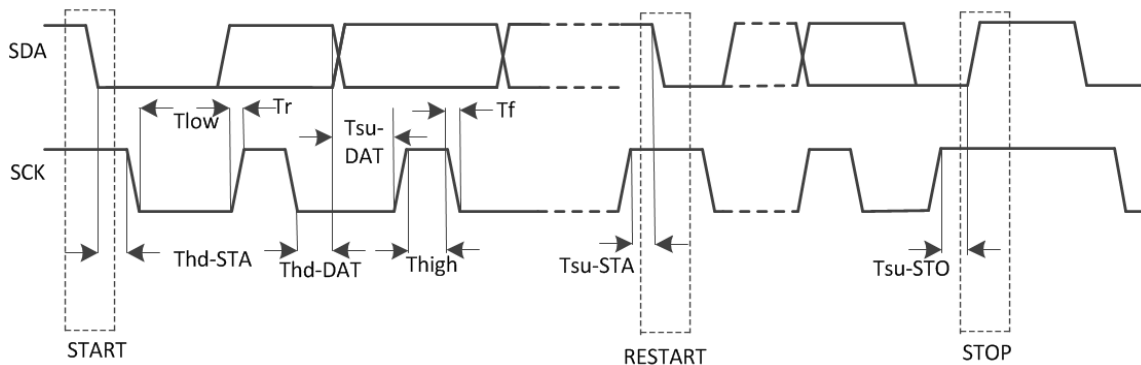 SDA
Tlow
Tr
Tsu-
DAT
Tf
SCK
Thd-STA
Thd-DAT
Thigh
Tsu-STA
Tsu-STO
START
RESTART
STOP